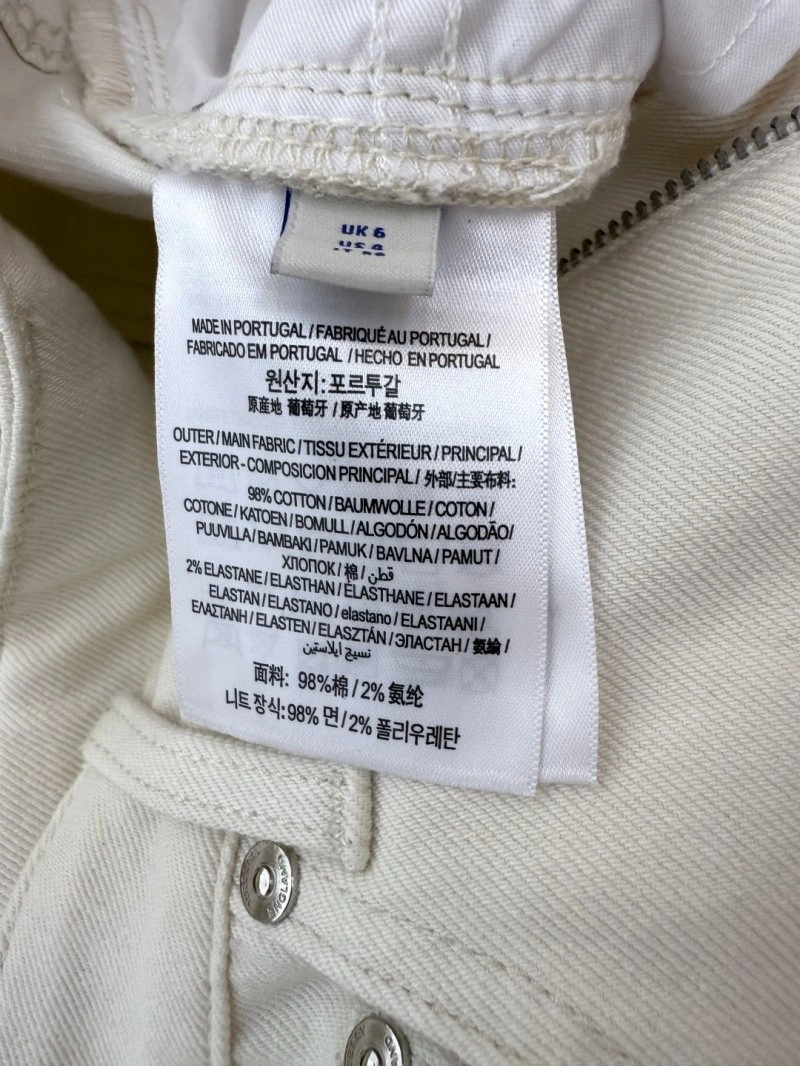 UK 6
US 4
MADE IN PORTUGAL / FABRIQUÉ AU PORTUGAL /
FABRICADO EM PORTUGAL / HECHO EN PORTUGAL
원산지: 포르투갈
原産地 葡萄牙 / 原产地 葡萄牙
OUTER / MAIN FABRIC / TISSU EXTÉRIEUR / PRINCIPAL /
EXTERIOR - COMPOSICION PRINCIPAL / 外部/主要布料:
98% COTTON / BAUMWOLLE / COTON /
COTONE / KATOEN / BOMULL / ALGODÓN / ALGODÃO /
PUUVILLA / BAMBAKI / PAMUK / BAVLNA / PAMUT /
ХЛОПОК / 棉 / قطن /
2% ELASTANE / ELASTHAN / ÉLASTHANE / ELASTAAN /
ELASTAN / ELASTANO / elastano / ELASTAANI /
ΕΛΑΣΤΑΝΗ / ELASTEN / ELASZTÁN / ЭЛАСТАН / 氨綸 /
نسيج ايلاستين
面料: 98%棉 / 2% 氨纶
니트 장식: 98% 면 / 2% 폴리우레탄
ENGLAND